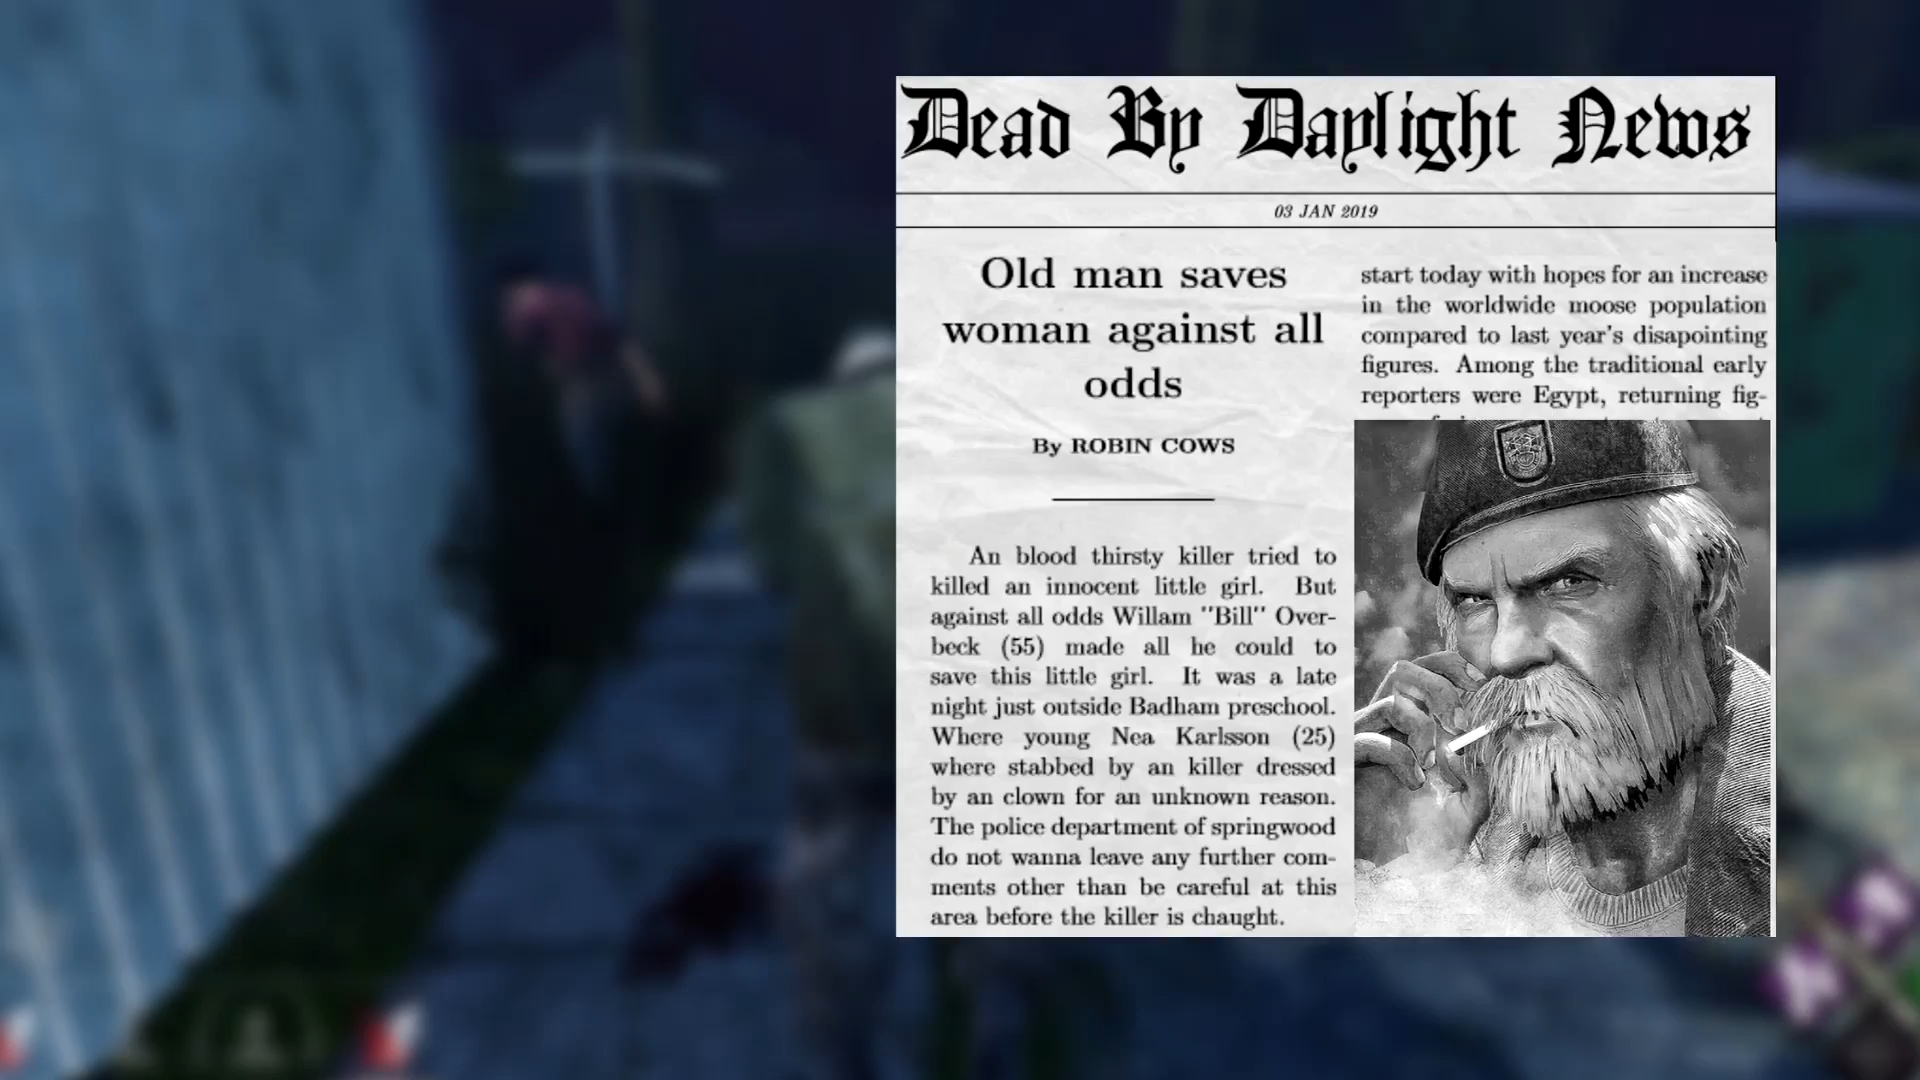 Dead By Daylight News
03 JAN 2019
Old man saves
woman against all
odds
By ROBIN COWS
An blood thirsty killer tried to
killed an innocent little girl. But
against all odds Willam "Bill" Over-
beck (55) made all he could to
save this little girl. It was a late
night just outside Badham preschool.
Where young Nea Karlsson (25)
where stabbed by an killer dressed
by an clown for an unknown reason.
The police department of springwood
do not wanna leave any further com-
ments other than be careful at this
area before the killer is chaught.
start today with hopes for an increase
in the worldwide moose population
compared to last year's disapointing
figures. Among the traditional early
reporters were Egypt, returning fig-